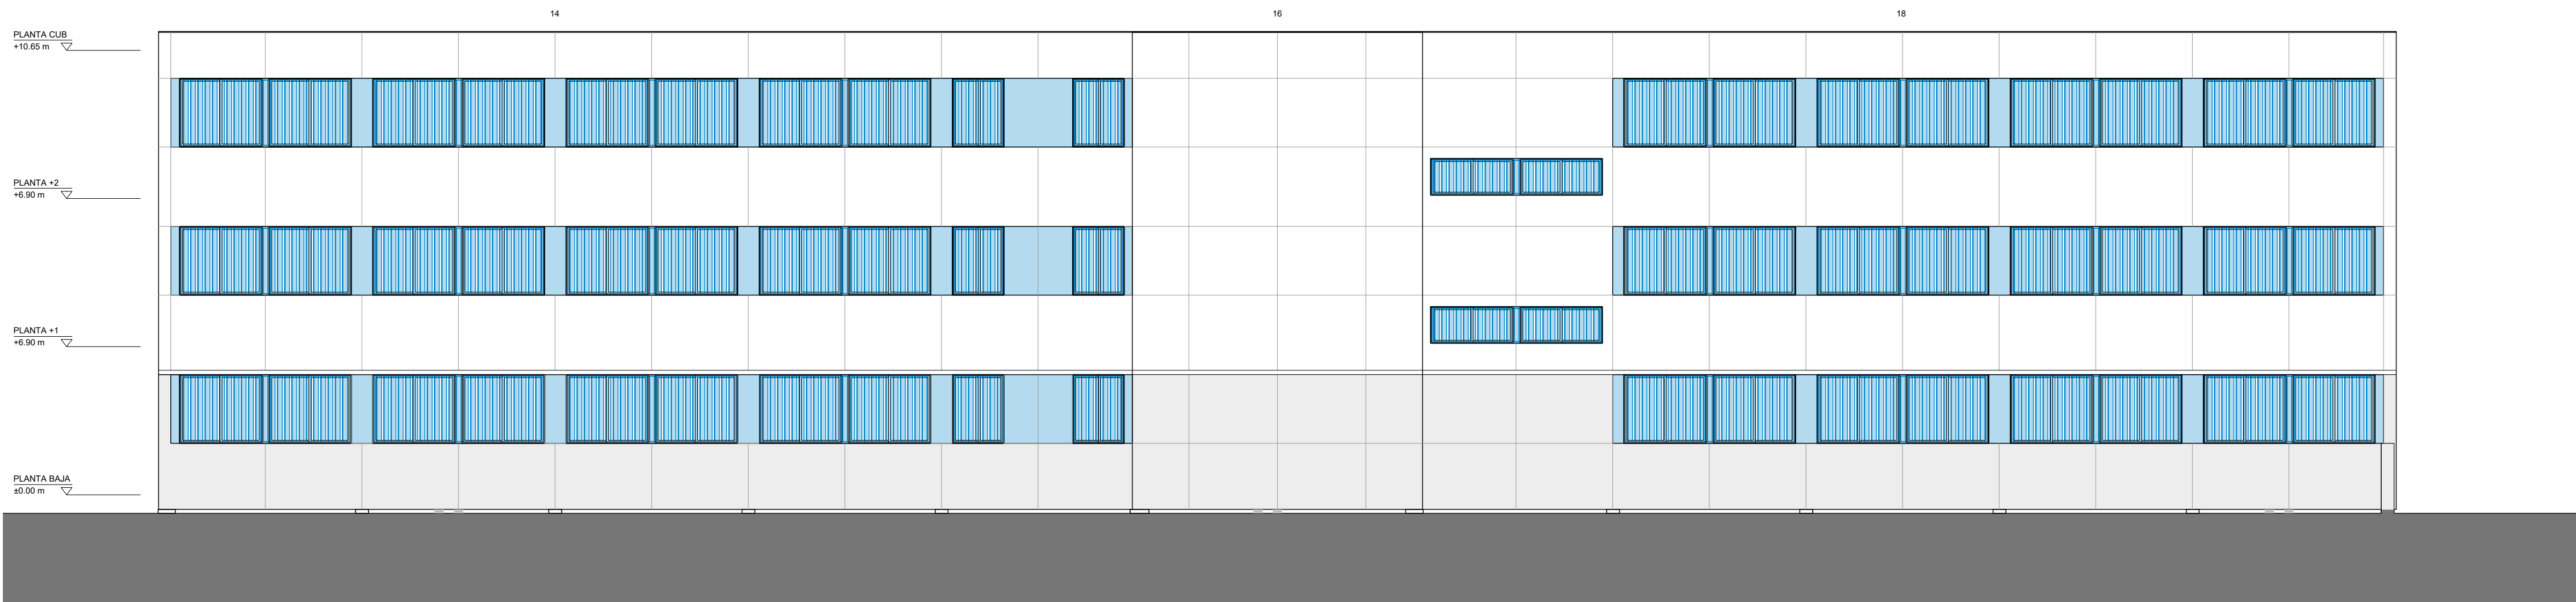 14
16
18
PLANTA CUB
+10.65 m
PLANTA +2
+6.90 m
PLANTA +1
+6.90 m
PLANTA BAJA
±0.00 m